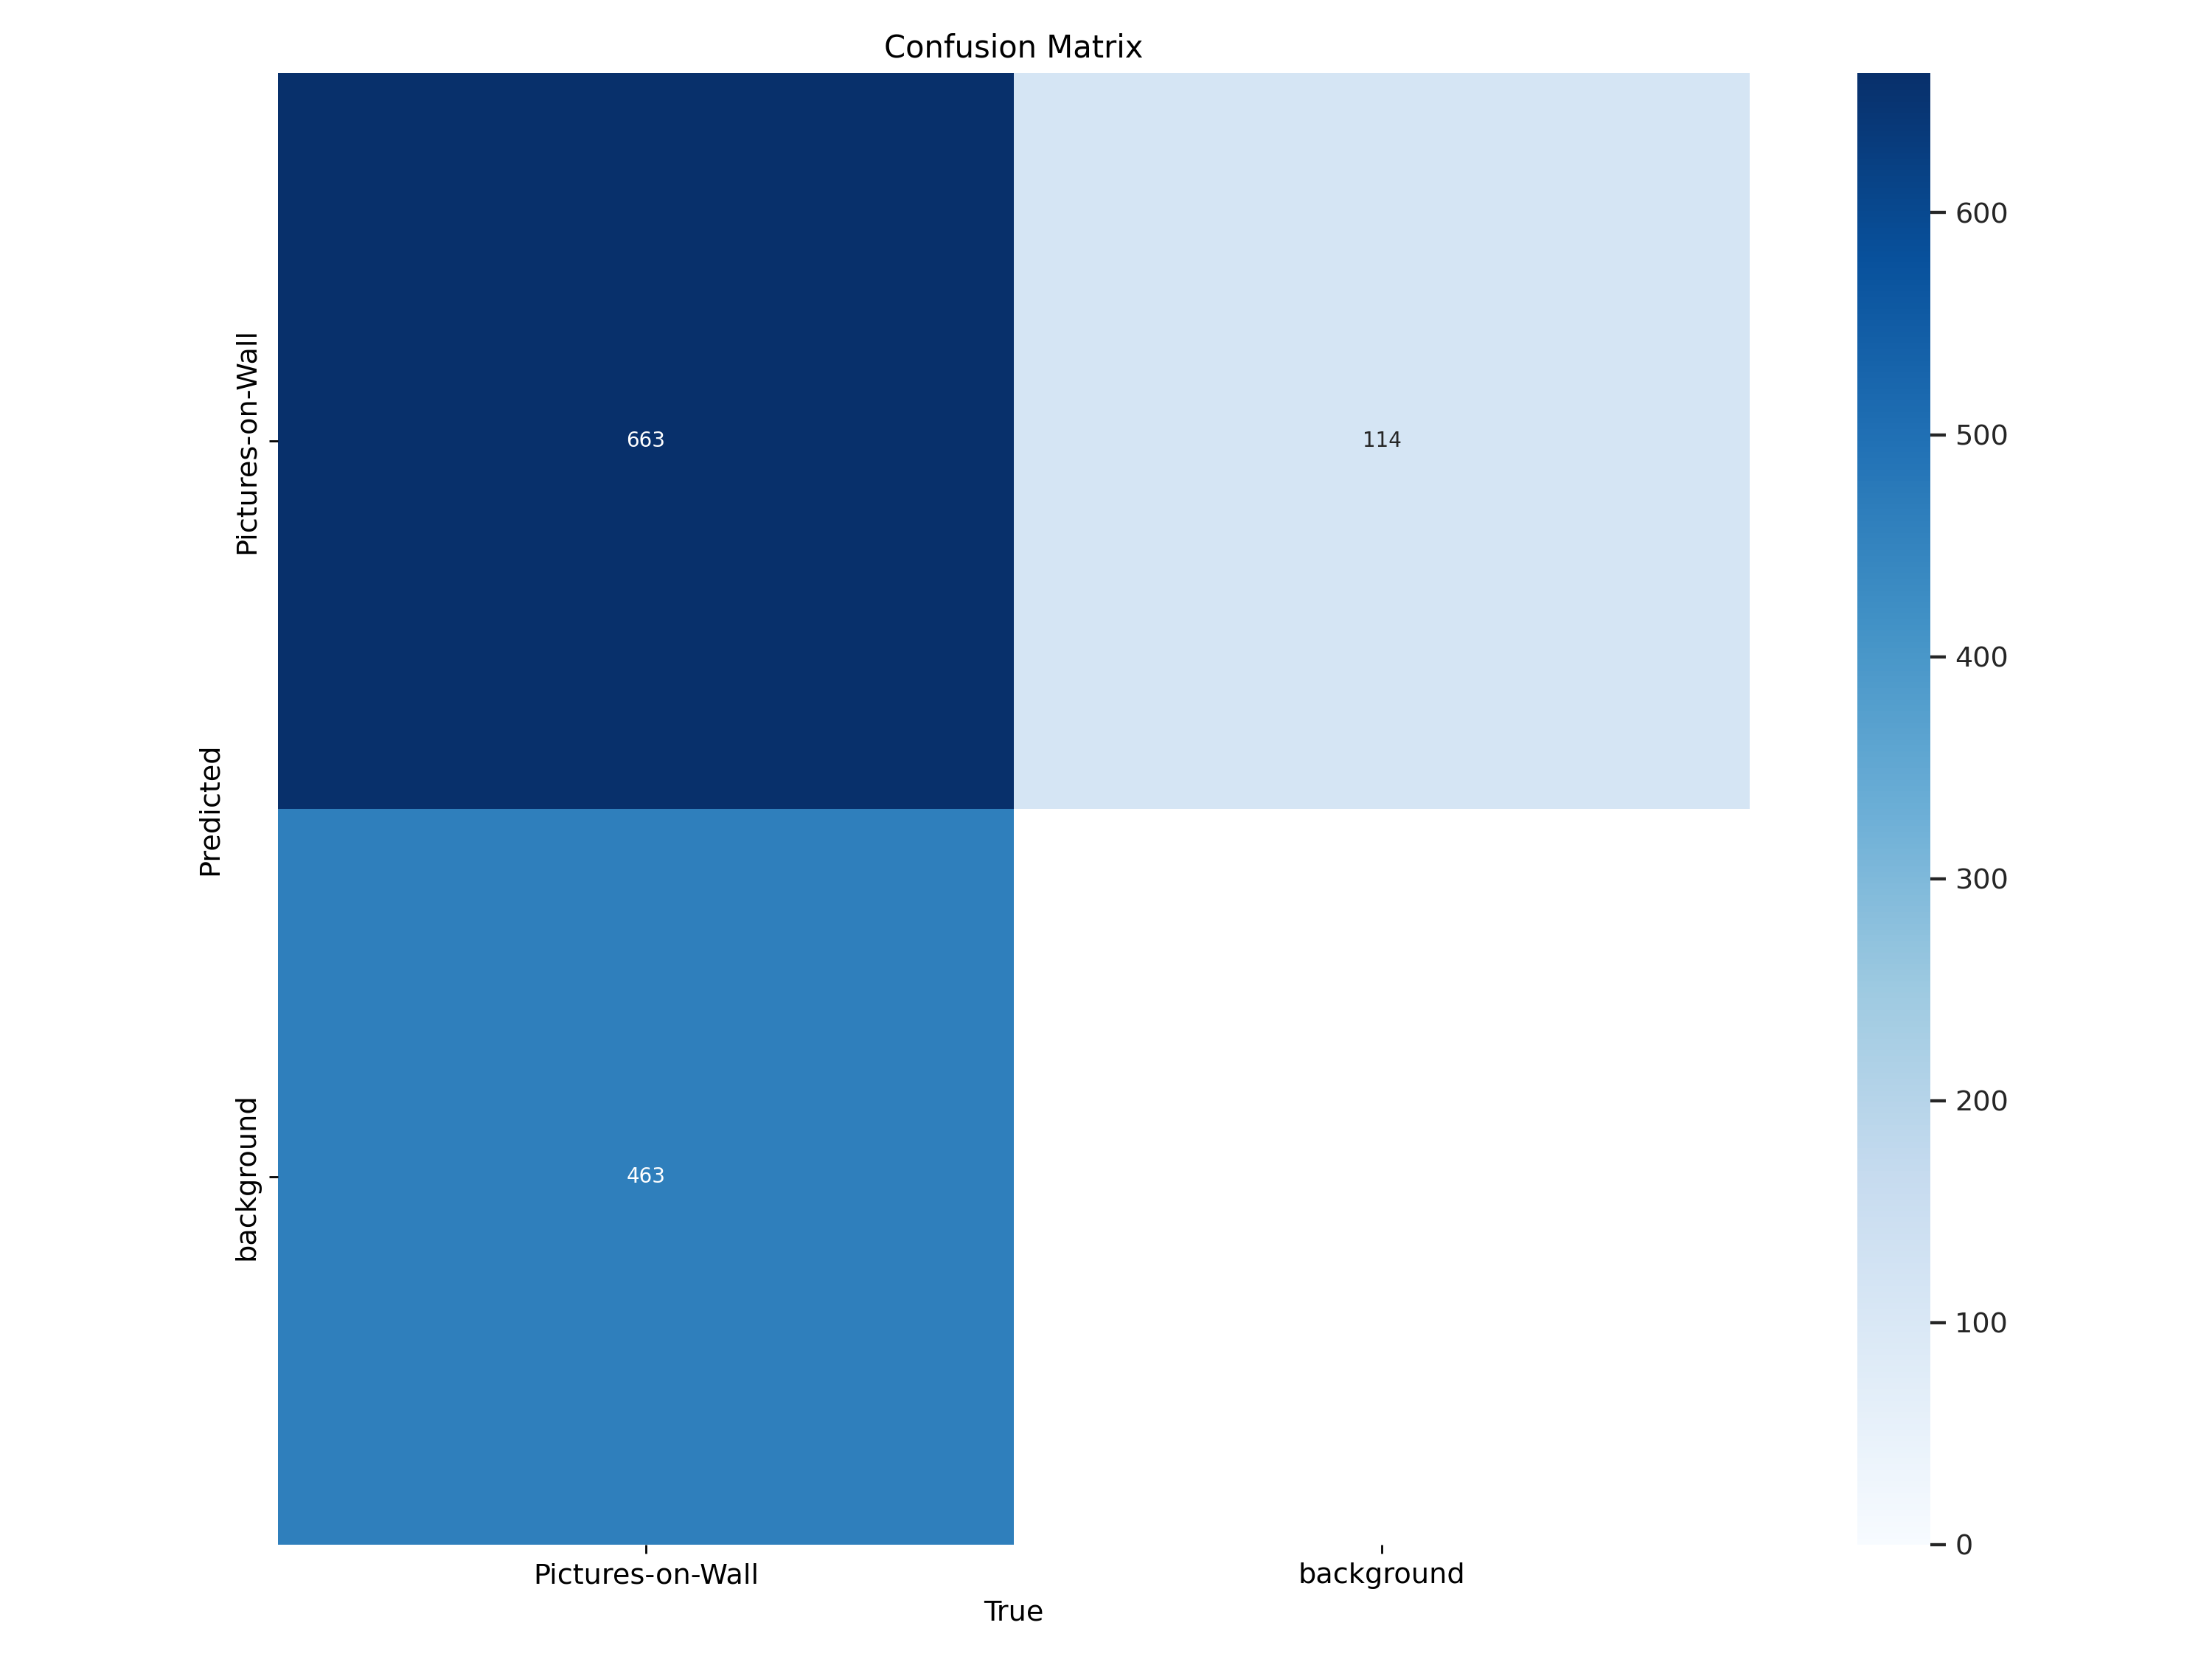 Confusion Matrix
Pictures-on-Wall
663
114
600
500
400
300
200
100
0
Predicted
background
463
Pictures-on-Wall
background
True